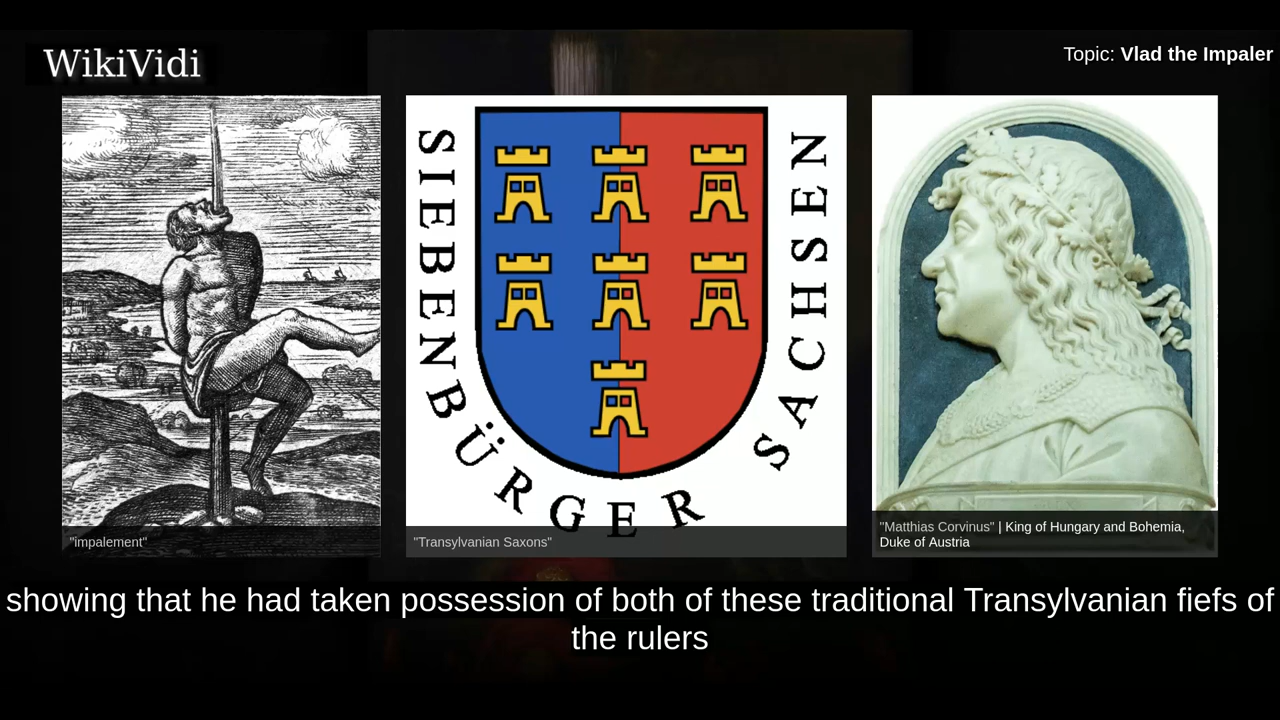 WikiVidi
Topic: Vlad the Impaler
SIEBENBÜRGER SACHSEN
"impalement"
"Transylvanian Saxons"
"Matthias Corvinus" | King of Hungary and Bohemia,
Duke of Austria
showing that he had taken possession of both of these traditional Transylvanian fiefs of
the rulers